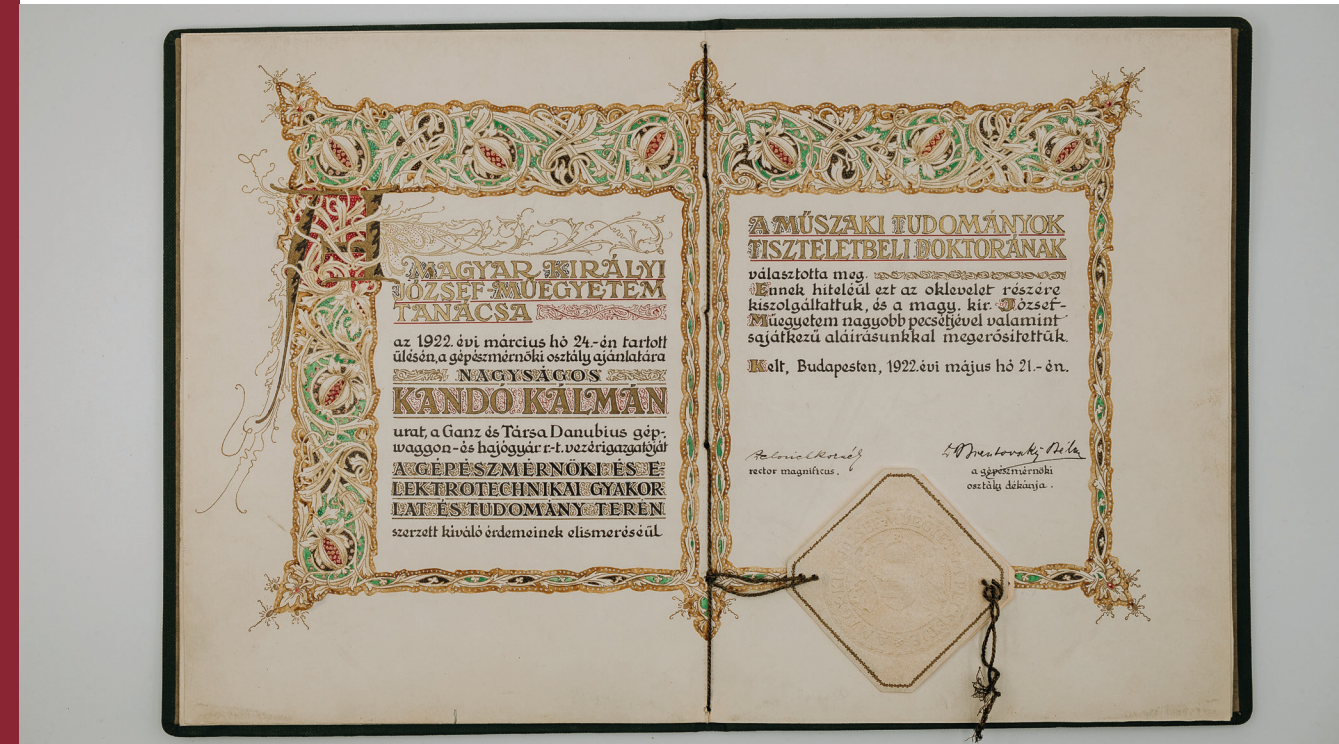 A MAGYAR KIRÁLYI
JÓZSEF-MŰEGYETEM
TANÁCSA
az 1922. évi március hó 24.-én tartott
ülésén, a gépészmérnöki osztály ajánlatára
NAGYSÁGOS
KANDÓ KÁLMÁN
urat, a Ganz és Társa Danubius gép-,
waggon- és hajógyár r-t. vezérigazgatóját
A GÉPÉSZMÉRNÖKI ÉS E
LEKTROTECHNIKAI GYAKOR
LAT ÉS TUDOMÁNY TERÉN
szerzett kiváló érdemeinek elismeréséül
A MŰSZAKI TUDOMÁNYOK
TISZTELETBELI DOKTORÁNAK
választotta meg.
Ennek hiteléül ezt az oklevelet részére
kiszolgáltattuk, és a magy. kir. József-
Műegyetem nagyobb pecsétjével valamint
sajátkezű aláírásunkkal megerősítettük.
Kelt, Budapesten, 1922. évi május hó 21.-én.
rector magnificus.
a gépészmérnöki
osztály dékánja.